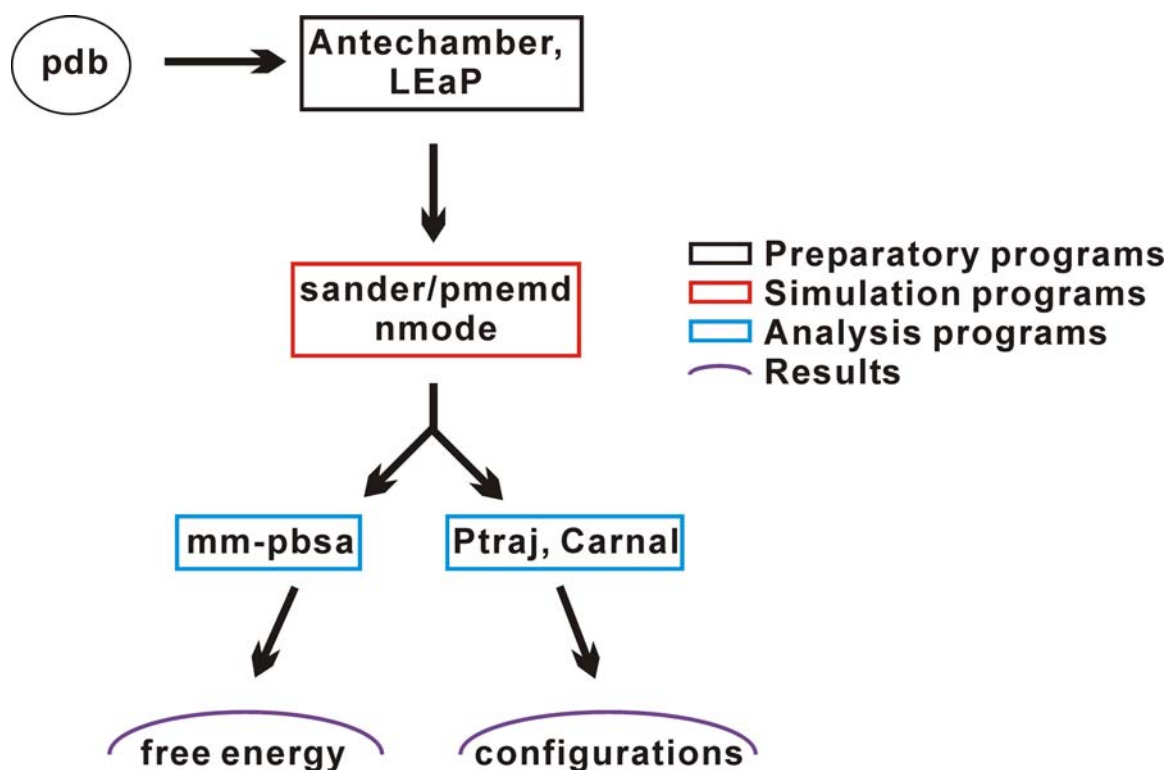 pdb
Antechamber,
LEaP
sander/pmemd
nmode
Preparatory programs
Simulation programs
Analysis programs
Results
mm-pbsa
Ptraj, Carnal
free energy
configurations